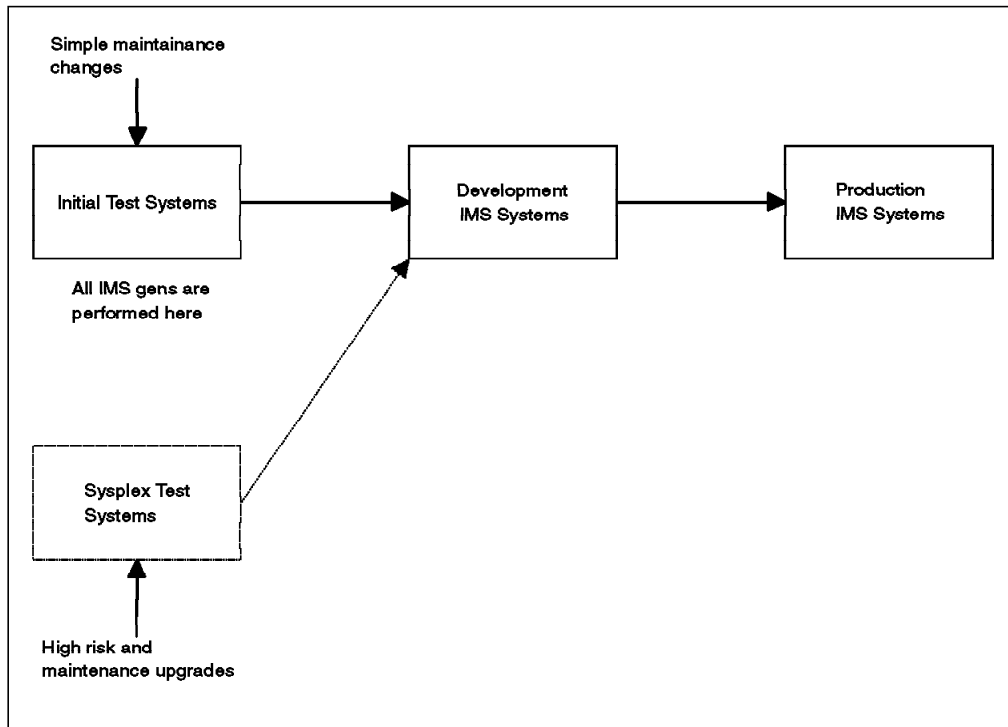 Simple maintainance
changes
Initial Test Systems
Development
IMS Systems
Production
IMS Systems
All IMS gens are
performed here
Sysplex Test
Systems
High risk and
maintenance upgrades